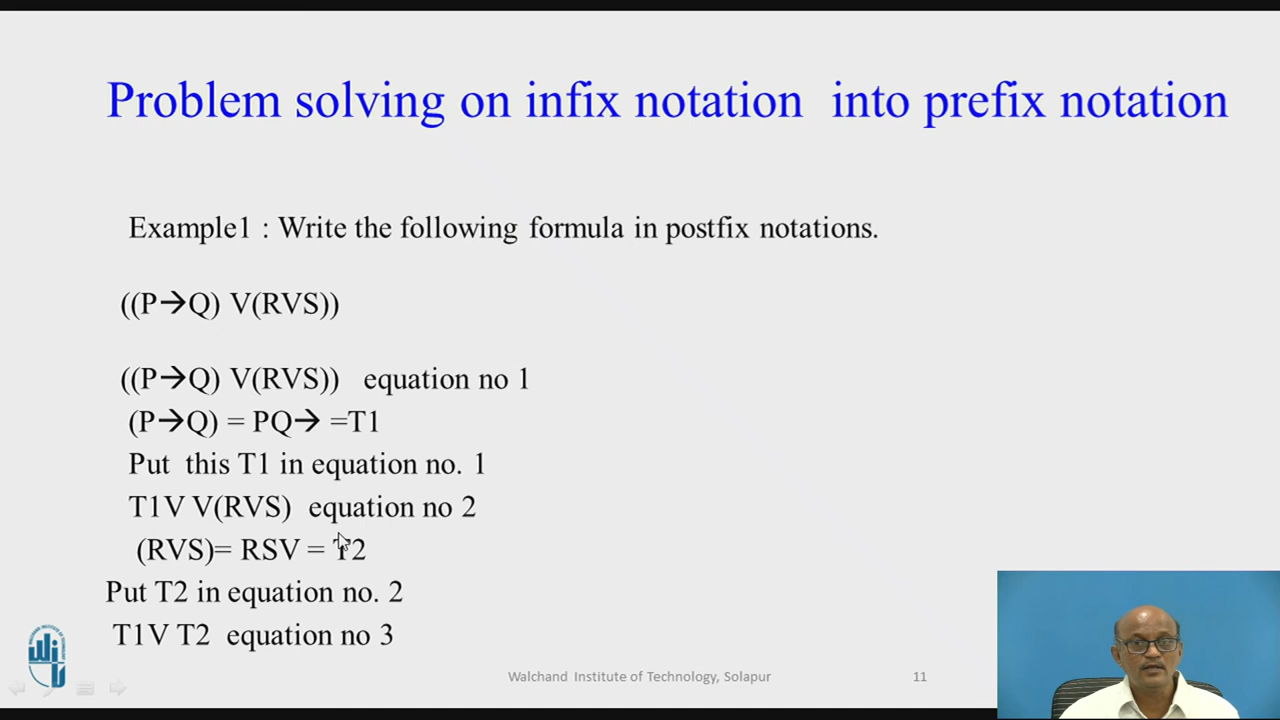 Problem solving on infix notation into prefix notation
Example1 : Write the following formula in postfix notations.
((P→Q) V(RVS))
((P→Q) V(RVS)) equation no 1
(P→Q) = PQ→ =T1
Put this T1 in equation no. 1
T1V V(RVS) equation no 2
(RVS)= RSV = T2
Put T2 in equation no. 2
T1V T2 equation no 3
Walchand Institute of Technology, Solapur
11